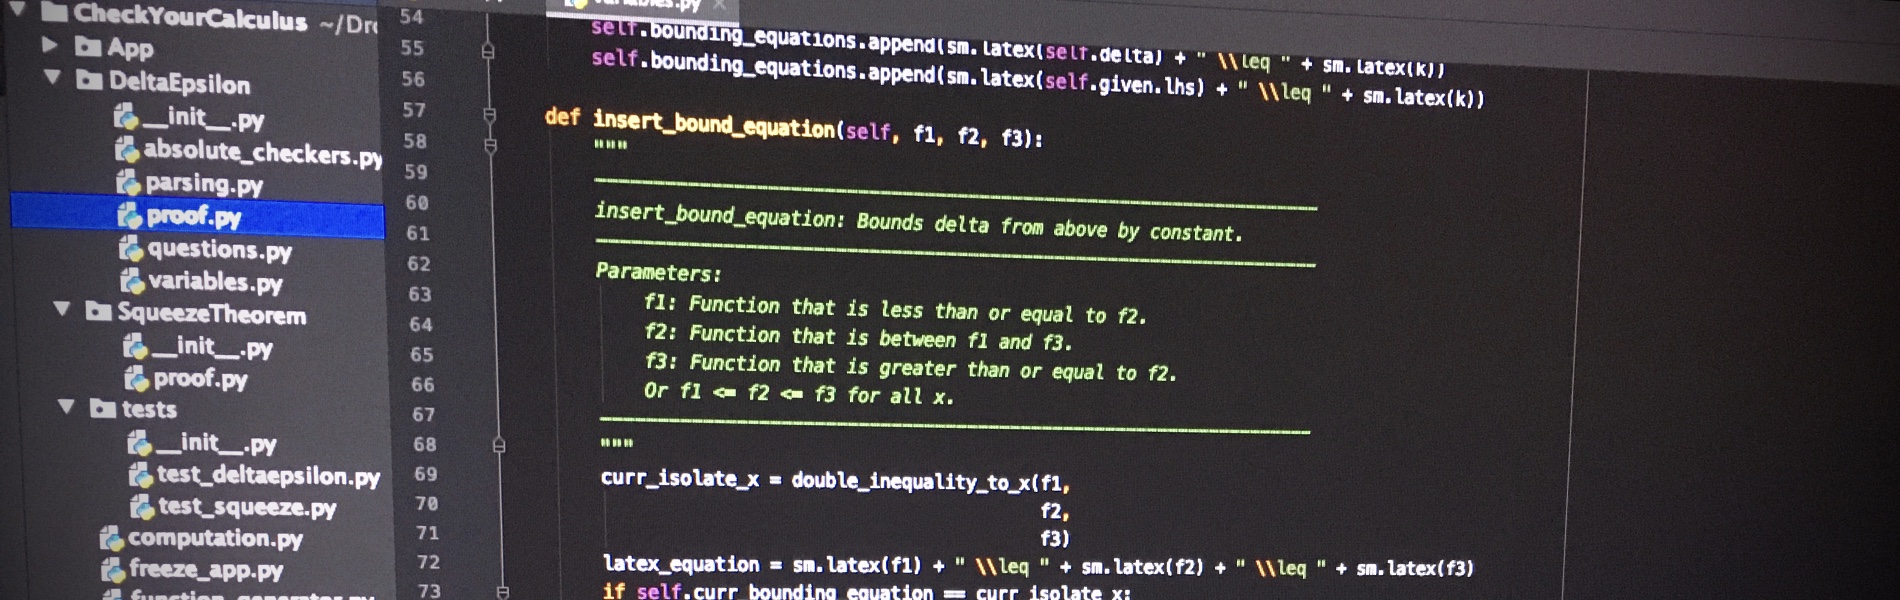 CheckYourCalculus ~/Dro
App
DeltaEpsilon
__init__.py
absolute_checkers.py
parsing.py
proof.py
questions.py
variables.py
SqueezeTheorem
__init__.py
proof.py
tests
__init__.py
test_deltaepsilon.py
test_squeeze.py
computation.py
freeze_app.py
function_generator.py
variables.py
54 self.bounding_equations.append(sm.latex(self.delta) + " \\leq " + sm.latex(k))
55 self.bounding_equations.append(sm.latex(self.given.lhs) + " \\leq " + sm.latex(k))
56
57 def insert_bound_equation(self, f1, f2, f3):
58 """
59
60
61 insert_bound_equation: Bounds delta from above by constant.
62
63 Parameters:
64 f1: Function that is less than or equal to f2.
65 f2: Function that is between f1 and f3.
66 f3: Function that is greater than or equal to f2.
67 Or f1 <= f2 <= f3 for all x.
68 """
69 curr_isolate_x = double_inequality_to_x(f1,
70 f2,
71 f3)
72 latex_equation = sm.latex(f1) + " \\leq " + sm.latex(f2) + " \\leq " + sm.latex(f3)
73 if self.curr_bounding_equation == curr_isolate_x: